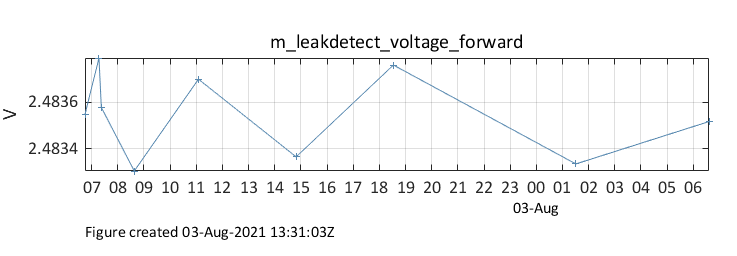 m_leakdetect_voltage_forward
V
2.4836
2.4834
07 08 09 10 11 12 13 14 15 16 17 18 19 20 21 22 23 00 01 02 03 04 05 06
03-Aug
Figure created 03-Aug-2021 13:31:03Z